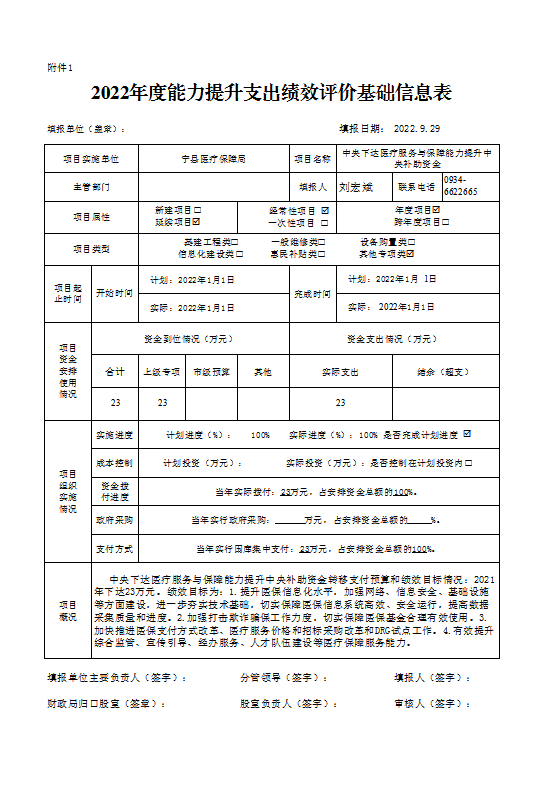 附件1
2022年度能力提升支出绩效评价基础信息表
填报单位（盖章）： 填报日期：2022.9.29
项目实施单位 宁县医疗保障局 项目名称 中央下达医疗服务与保障能力提升中央补助资金
主管部门 填报人 刘宏斌 联系电话 0934-6622665
项目属性 新建项目□ 经常性项目 ☑ 年度项目☑
延续项目☑ 一次性项目 □ 跨年度项目□
项目类型 基建工程类□ 一般维修类□ 设备购置类□
信息化建设类□ 惠民补贴类□ 其他专项类☑
项目起止时间 开始时间 计划：2022年1月1日 完成时间 计划：2022年1月 1日
实际：2022年1月1日 实际： 2022年1月1日
项目资金安排使用情况 资金到位情况（万元） 资金支出情况（万元）
合计 上级专项 市级预算 其他 实际支出 结余（超支）
23 23 23
项目组织实施情况 实施进度 计划进度（%）： 100% 实际进度（%）：100% 是否完成计划进度 ☑
成本控制 计划投资（万元）： 实际投资（万元）：是否控制在计划投资内□
资金拨付进度 当年实际拨付：23万元，占安排资金总额的100%。
政府采购 当年实行政府采购：______万元，占安排资金总额的_____%。
支付方式 当年实行国库集中支付：23万元，占安排资金总额的100%。
项目概况 中央下达医疗服务与保障能力提升中央补助资金转移支付预算和绩效目标情况：2021
年下达23万元。绩效目标为：1.提升医保信息化水平，加强网络、信息安全、基础设施
等方面建设，进一步夯实技术基础，切实保障医保信息系统高效、安全运行，提高数据
采集质量和进度。2.加强打击欺诈骗保工作力度，切实保障医保基金合理有效使用。3.
加快推进医保支付方式改革、医疗服务价格和招标采购改革和DRG试点工作。4.有效提升
综合监管、宣传引导、经办服务、人才队伍建设等医疗保障服务能力。
填报单位主要负责人（签字）： 分管领导（签字）： 填报人（签字）：
财政局归口股室（签章）： 股室负责人（签字）： 审核人（签字）：